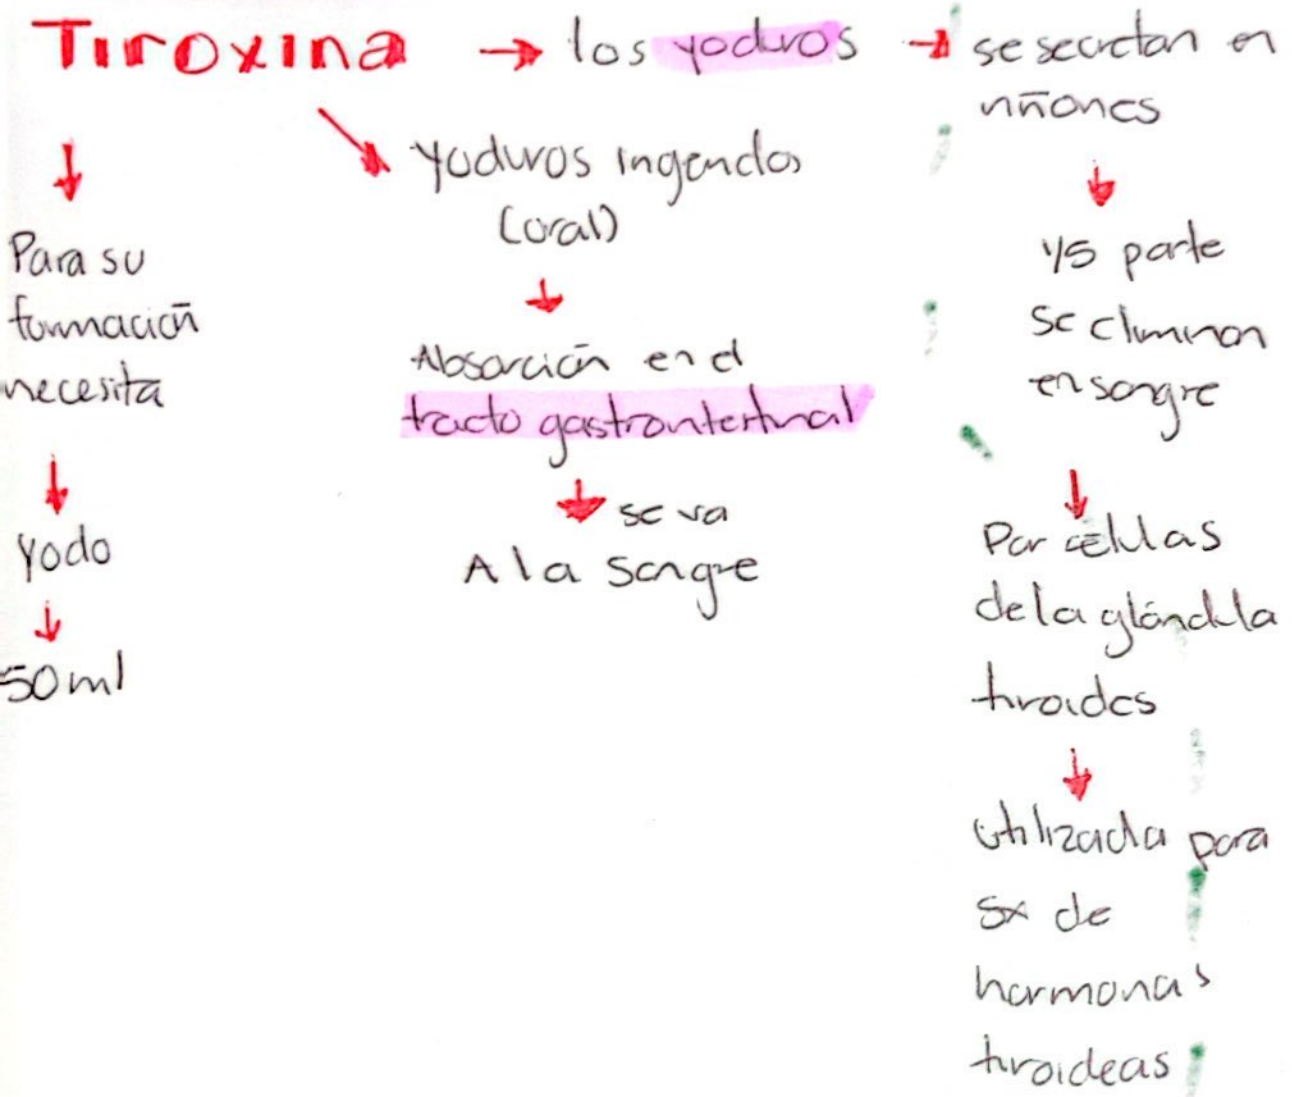 Tiroxina → los yoduros → se secretan en
riñones
Yoduros ingeridos
(oral)
Para su
formación
necesita
Yodo
50ml
Absorción en el
tracto gastrointestinal
se va
A la sangre
1/5 parte
se eliminan
en sangre
Por células
de la glándula
tiroides
utilizada para
sx de
hormonas
tiroideas